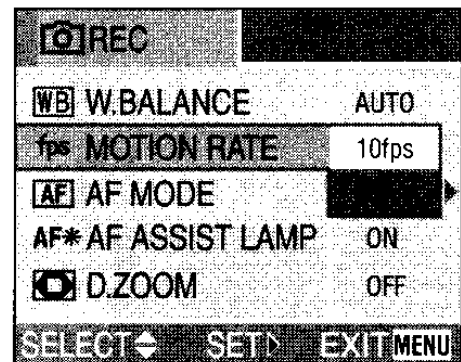 REC
WB W.BALANCE AUTO
fps MOTION RATE 10fps
AF AF MODE
AF* AF ASSIST LAMP ON
D.ZOOM OFF
SELECT SET EXIT MENU